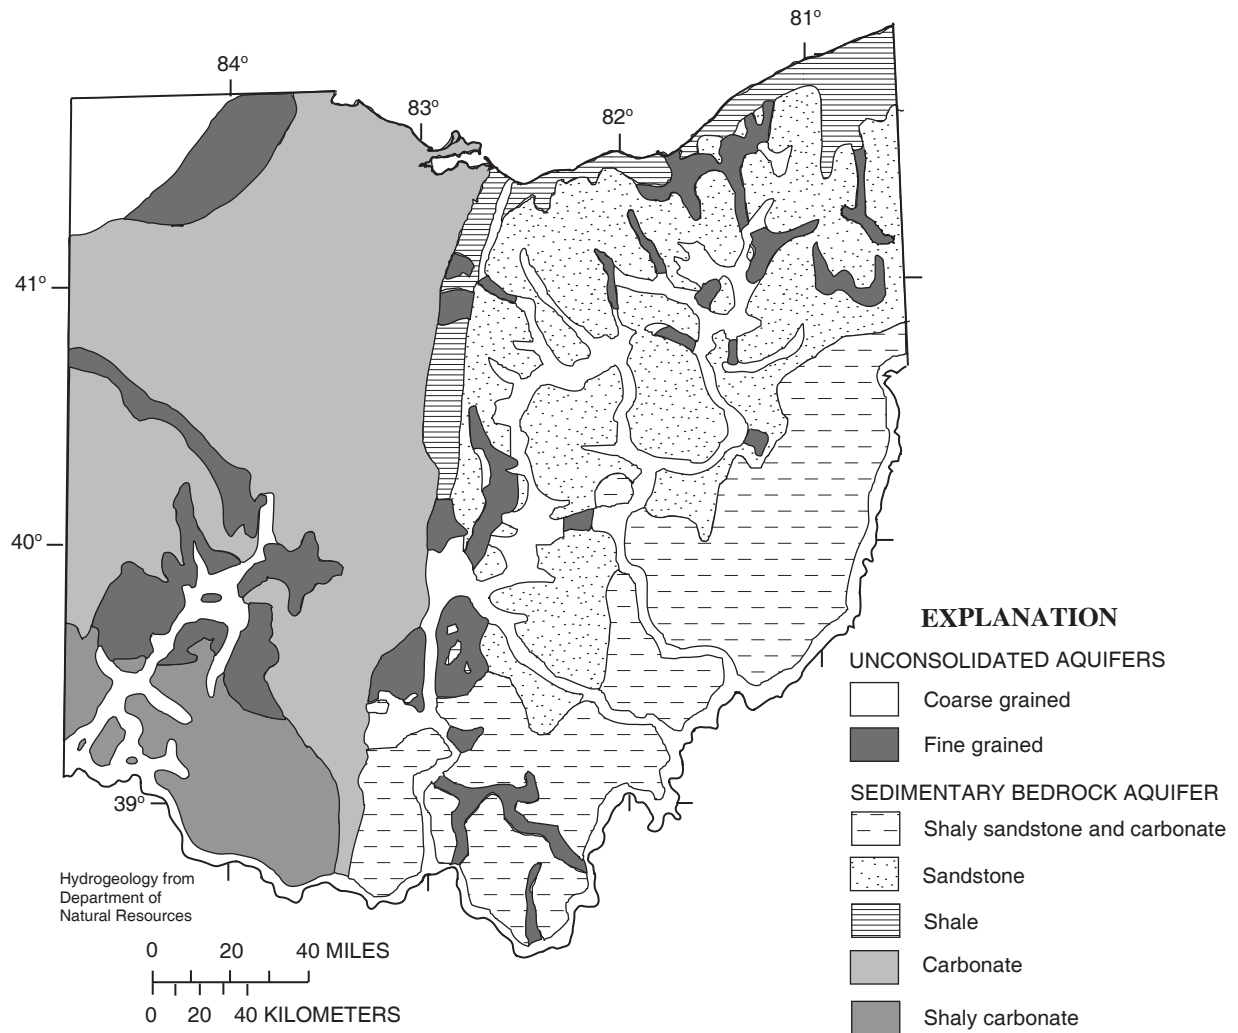 81°
84°
83°
82°
41°
40°
39°
EXPLANATION
UNCONSOLIDATED AQUIFERS
Coarse grained
Fine grained
SEDIMENTARY BEDROCK AQUIFER
Shaly sandstone and carbonate
Sandstone
Shale
Carbonate
Shaly carbonate
Hydrogeology from
Department of
Natural Resources
0 20 40 MILES
0 20 40 KILOMETERS